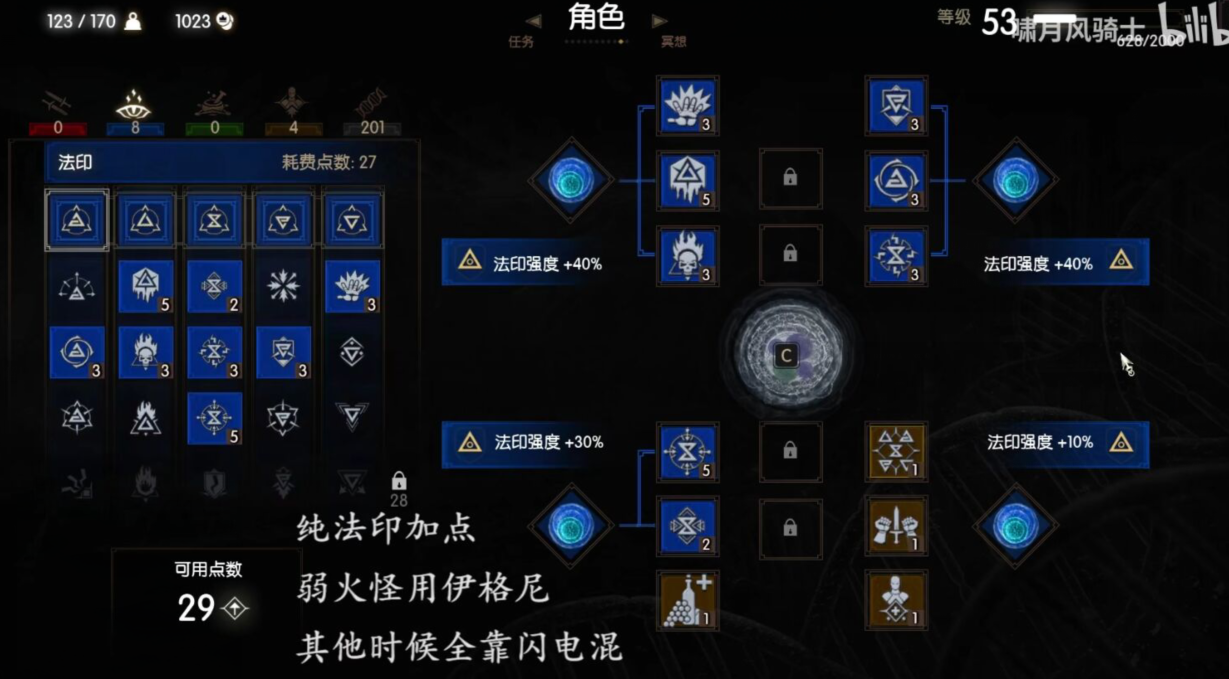 123 / 170
1023
角色
任务
冥想
等级 53
啸月风骑士
bilib
628/2000
0
8
0
4
201
法印
耗费点数: 27
5
2
3
3
3
3
3
5
28
可用点数
29
3
5
3
3
3
3
法印强度 +40%
法印强度 +40%
C
法印强度 +30%
法印强度 +10%
5
2
1
1
1
1
纯法印加点
弱火怪用伊格尼
其他时候全靠闪电混